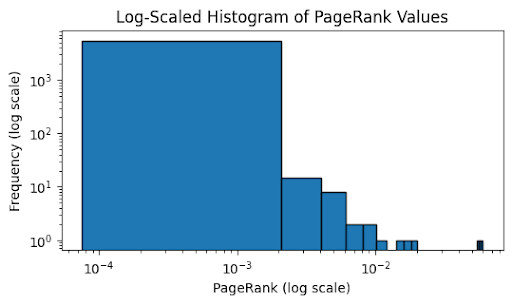 Log-Scaled Histogram of PageRank Values
Frequency (log scale)
10³
10²
10¹
10⁰
10⁻⁴ 10⁻³ 10⁻²
PageRank (log scale)